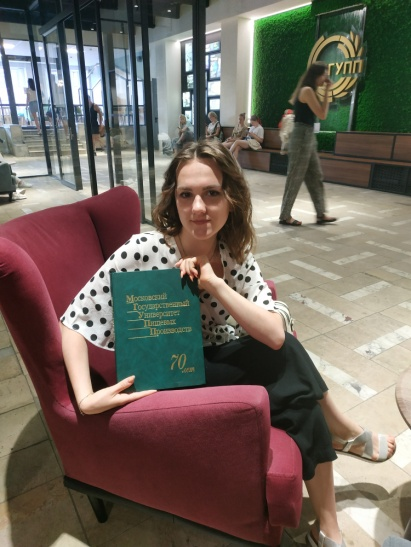 ГУПП
Московский
Государственный
Университет
Пищевых
Производств
70 лет